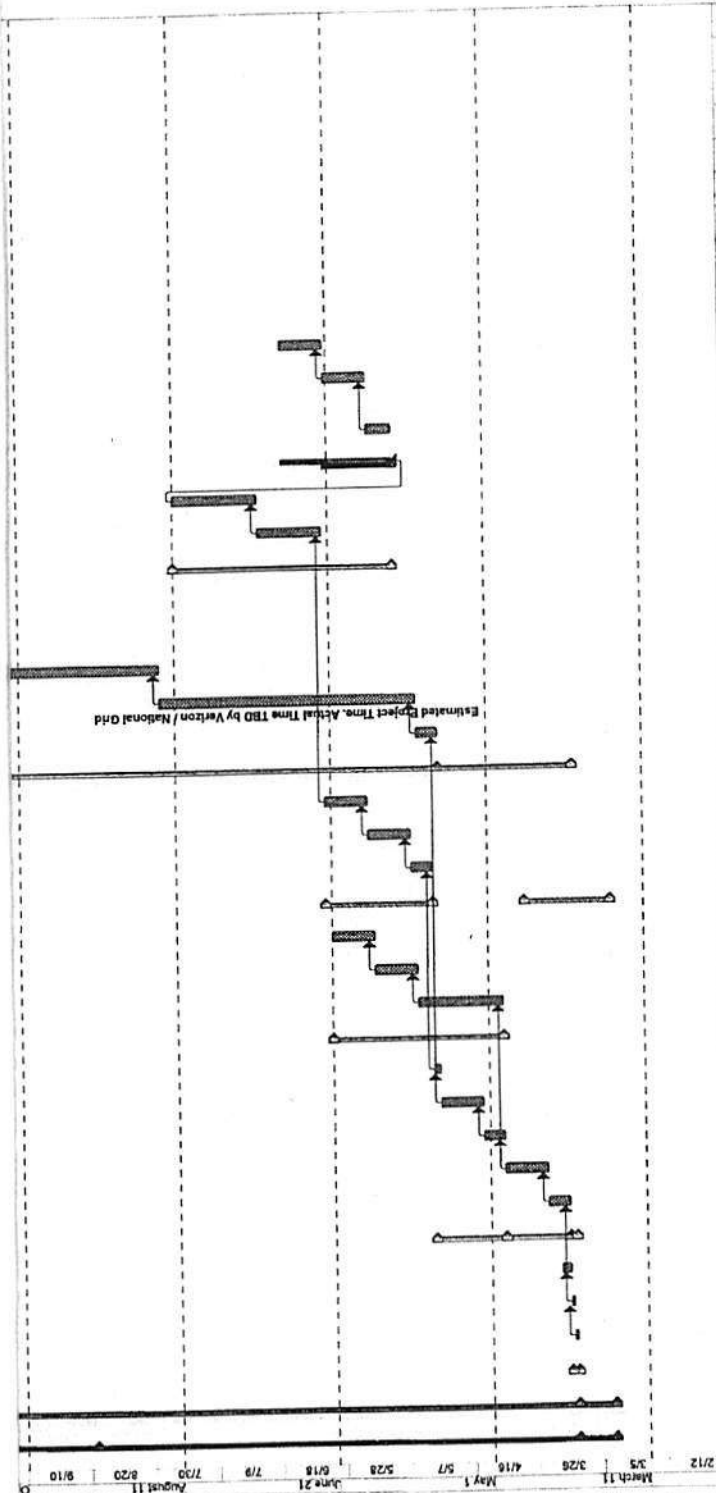 March 11 May 1 June 21 August 11 O
2/12 3/5 3/26 4/16 5/7 5/28 6/18 7/9 7/30 8/20 9/10
Estimated Project Time. Actual Time TBD by Verizon / National Grid